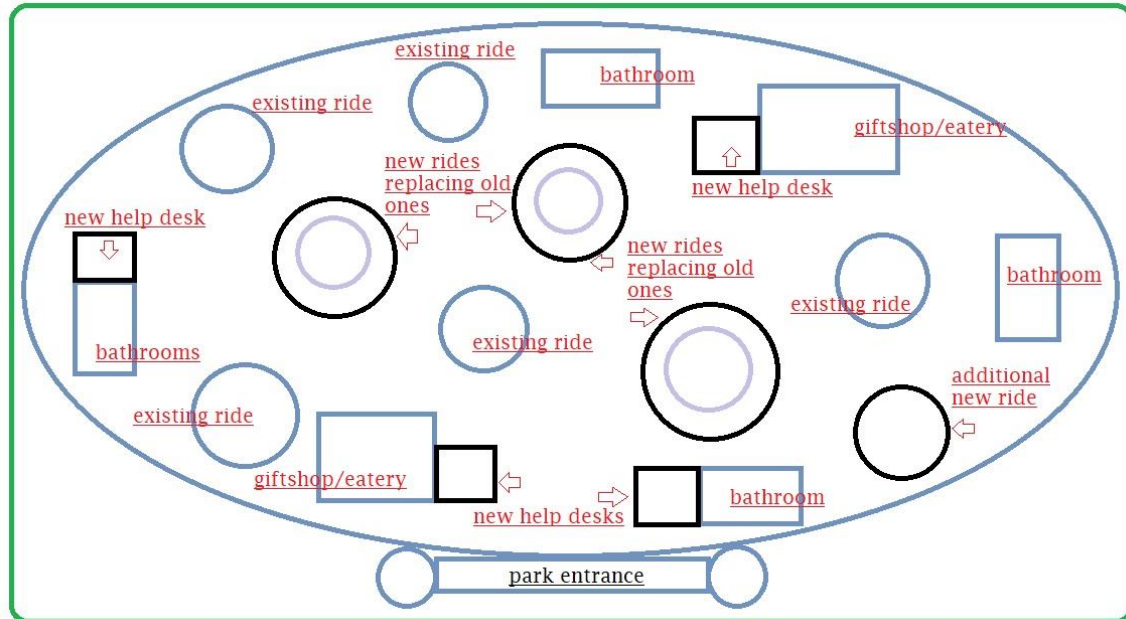 existing ride
bathroom
existing ride
giftshop/eatery
new rides
replacing old
ones
new help desk
new help desk
new rides
replacing old
ones
bathroom
existing ride
existing ride
bathrooms
additional
new ride
existing ride
giftshop/eatery
bathroom
new help desks
park entrance